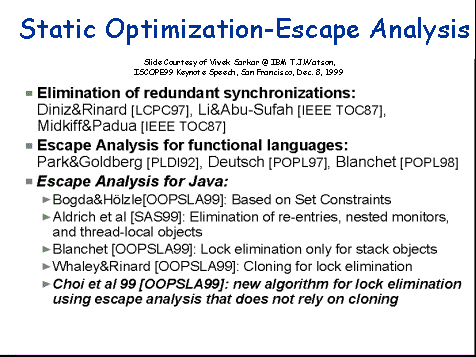 Static Optimization-Escape Analysis
Slide Courtesy of Vivek Sarkar @ IBM T.J.Watson,
ISCOPE99 Keynote Speech, San Francisco, Dec. 8, 1999
Elimination of redundant synchronizations:
Diniz&Rinard [LCPC97], Li&Abu-Sufah [IEEE TOC87],
Midkiff&Padua [IEEE TOC87]
Escape Analysis for functional languages:
Park&Goldberg [PLDI92], Deutsch [POPL97], Blanchet [POPL98]
Escape Analysis for Java:
Bogda&Hölzle[OOPSLA99]: Based on Set Constraints
Aldrich et al [SAS99]: Elimination of re-entries, nested monitors,
and thread-local objects
Blanchet [OOPSLA99]: Lock elimination only for stack objects
Whaley&Rinard [OOPSLA99]: Cloning for lock elimination
Choi et al 99 [OOPSLA99]: new algorithm for lock elimination
using escape analysis that does not rely on cloning